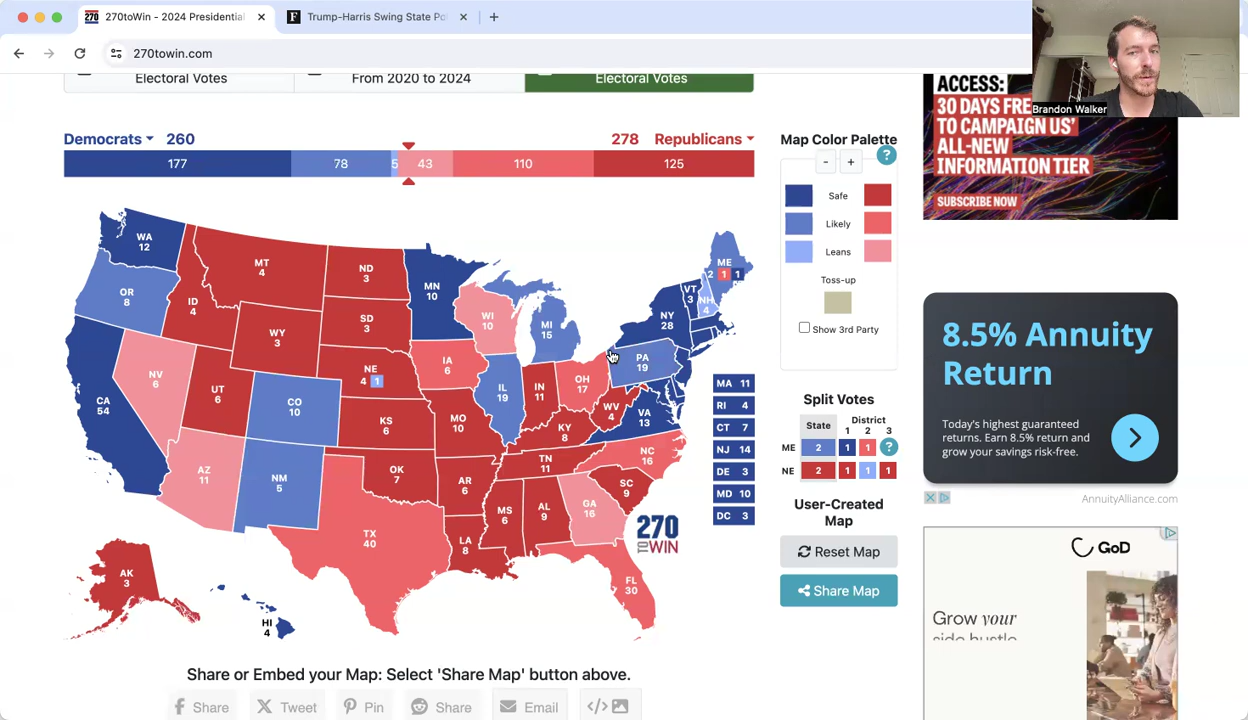 270toWin - 2024 Presidential
Trump-Harris Swing State Po
270towin.com
Electoral Votes
From 2020 to 2024
Electoral Votes
Brandon Walker
ACCESS:
30 DAYS FRE
TO CAMPAIGN US'
ALL-NEW
INFORMATION TIER
SUBSCRIBE NOW
Democrats 260
278 Republicans
177 78 5 43 110 125
Map Color Palette
- + ?
Safe
Likely
Leans
Toss-up
Show 3rd Party
WA
12
OR
8
CA
54
NV
6
ID
4
MT
4
WY
3
UT
6
AZ
11
CO
10
NM
5
ND
3
SD
3
NE
4 1
KS
6
OK
7
TX
40
MN
10
IA
6
MO
10
AR
6
LA
8
WI
10
IL
19
MI
15
IN
11
OH
17
KY
8
TN
11
MS
6
AL
9
GA
16
FL
30
SC
9
NC
16
VA
13
WV
4
PA
19
NY
28
VT
3
NH
4
ME
2 1 1
AK
3
HI
4
MA 11
RI 4
CT 7
NJ 14
DE 3
MD 10
DC 3
270
TO WIN
Split Votes
State District
1 2 3
ME 2 1 1 ?
NE 2 1 1 1
User-Created
Map
Reset Map
Share Map
8.5% Annuity
Return
Today's highest guaranteed
returns. Earn 8.5% return and
grow your savings risk-free.
AnnuityAlliance.com
GoD
Grow your
side hustle
Share or Embed your Map: Select 'Share Map' button above.
Share Tweet Pin Share Email